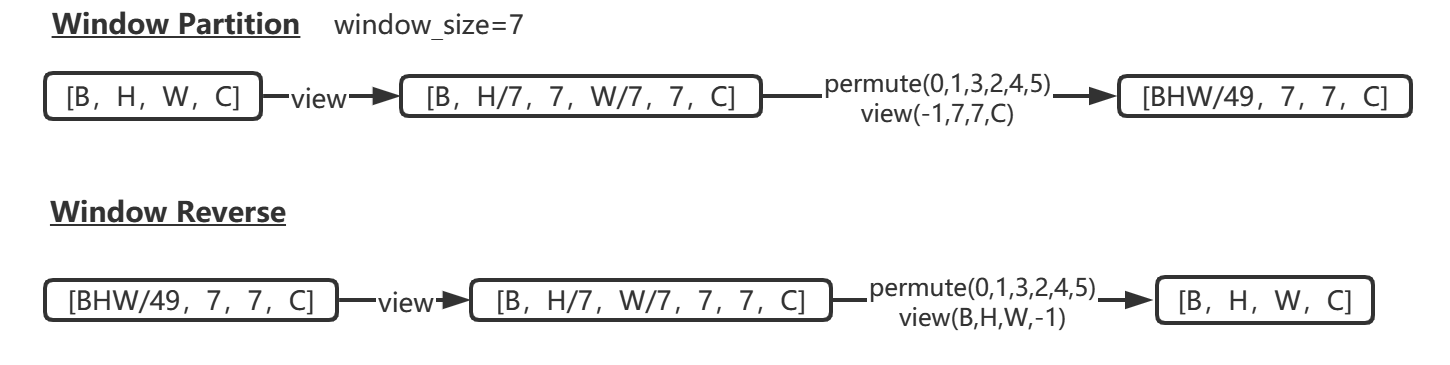 Window Partition window_size=7
[B, H, W, C] view [B, H/7, 7, W/7, 7, C] permute(0,1,3,2,4,5) [BHW/49, 7, 7, C]
view(-1,7,7,C)
Window Reverse
[BHW/49, 7, 7, C] view [B, H/7, W/7, 7, 7, C] permute(0,1,3,2,4,5) [B, H, W, C]
view(B,H,W,-1)